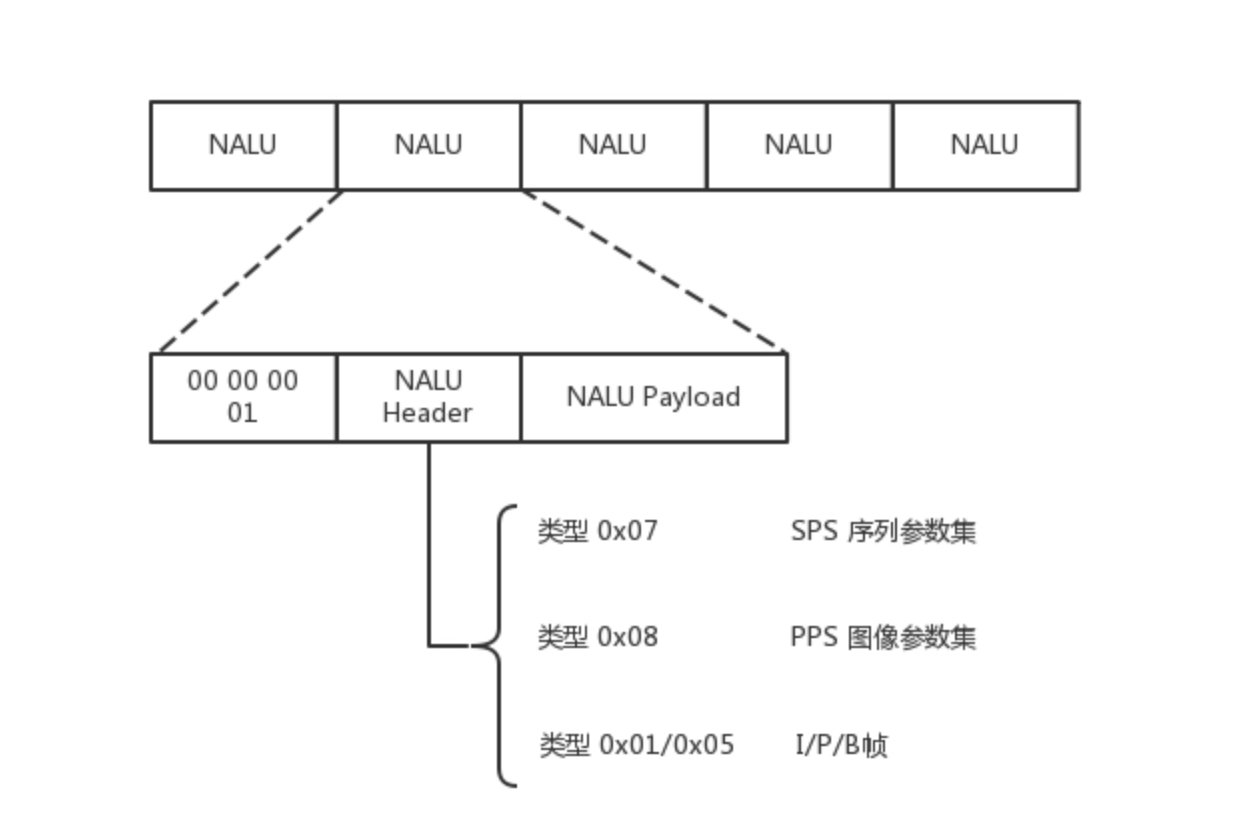 NALU NALU NALU NALU NALU
00 00 00
01
NALU
Header
NALU Payload
类型 0x07 SPS 序列参数集
类型 0x08 PPS 图像参数集
类型 0x01/0x05 I/P/B帧